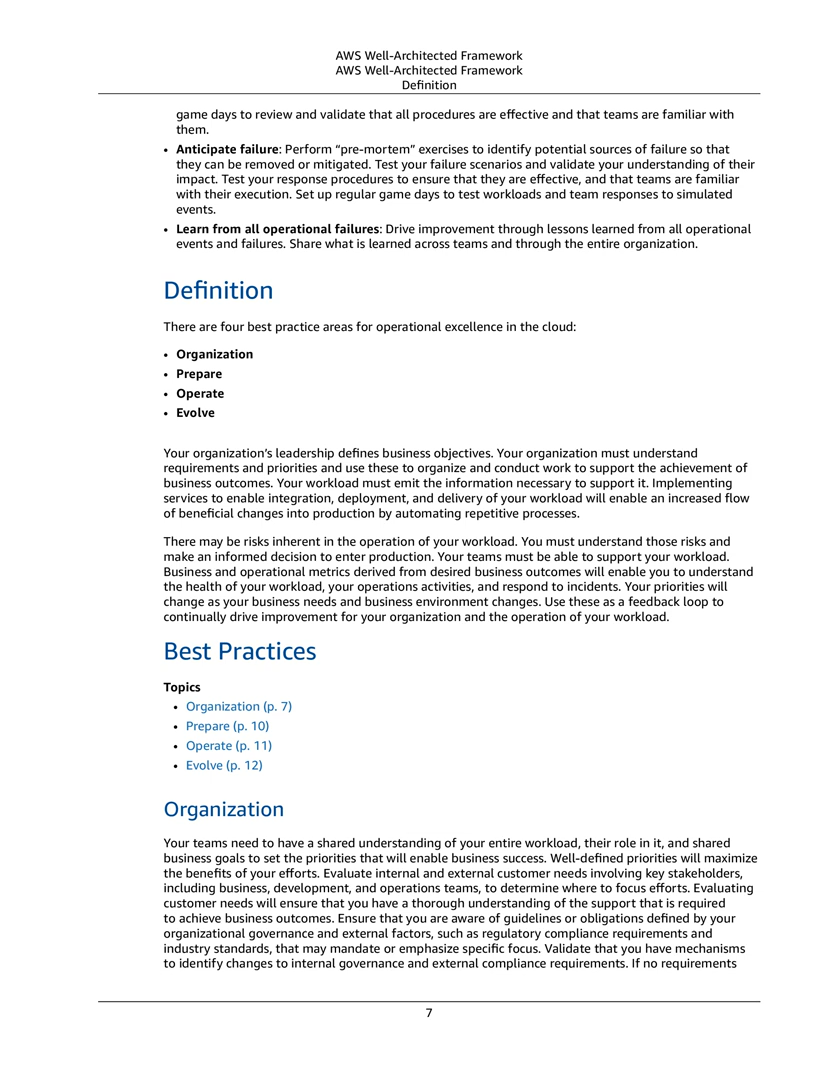 AWS Well-Architected Framework
AWS Well-Architected Framework
Definition
game days to review and validate that all procedures are effective and that teams are familiar with
them.
• Anticipate failure: Perform “pre-mortem” exercises to identify potential sources of failure so that
they can be removed or mitigated. Test your failure scenarios and validate your understanding of their
impact. Test your response procedures to ensure that they are effective, and that teams are familiar
with their execution. Set up regular game days to test workloads and team responses to simulated
events.
• Learn from all operational failures: Drive improvement through lessons learned from all operational
events and failures. Share what is learned across teams and through the entire organization.
Definition
There are four best practice areas for operational excellence in the cloud:
• Organization
• Prepare
• Operate
• Evolve
Your organization’s leadership defines business objectives. Your organization must understand
requirements and priorities and use these to organize and conduct work to support the achievement of
business outcomes. Your workload must emit the information necessary to support it. Implementing
services to enable integration, deployment, and delivery of your workload will enable an increased flow
of beneficial changes into production by automating repetitive processes.
There may be risks inherent in the operation of your workload. You must understand those risks and
make an informed decision to enter production. Your teams must be able to support your workload.
Business and operational metrics derived from desired business outcomes will enable you to understand
the health of your workload, your operations activities, and respond to incidents. Your priorities will
change as your business needs and business environment changes. Use these as a feedback loop to
continually drive improvement for your organization and the operation of your workload.
Best Practices
Topics
• Organization (p. 7)
• Prepare (p. 10)
• Operate (p. 11)
• Evolve (p. 12)
Organization
Your teams need to have a shared understanding of your entire workload, their role in it, and shared
business goals to set the priorities that will enable business success. Well-defined priorities will maximize
the benefits of your efforts. Evaluate internal and external customer needs involving key stakeholders,
including business, development, and operations teams, to determine where to focus efforts. Evaluating
customer needs will ensure that you have a thorough understanding of the support that is required
to achieve business outcomes. Ensure that you are aware of guidelines or obligations defined by your
organizational governance and external factors, such as regulatory compliance requirements and
industry standards, that may mandate or emphasize specific focus. Validate that you have mechanisms
to identify changes to internal governance and external compliance requirements. If no requirements
7